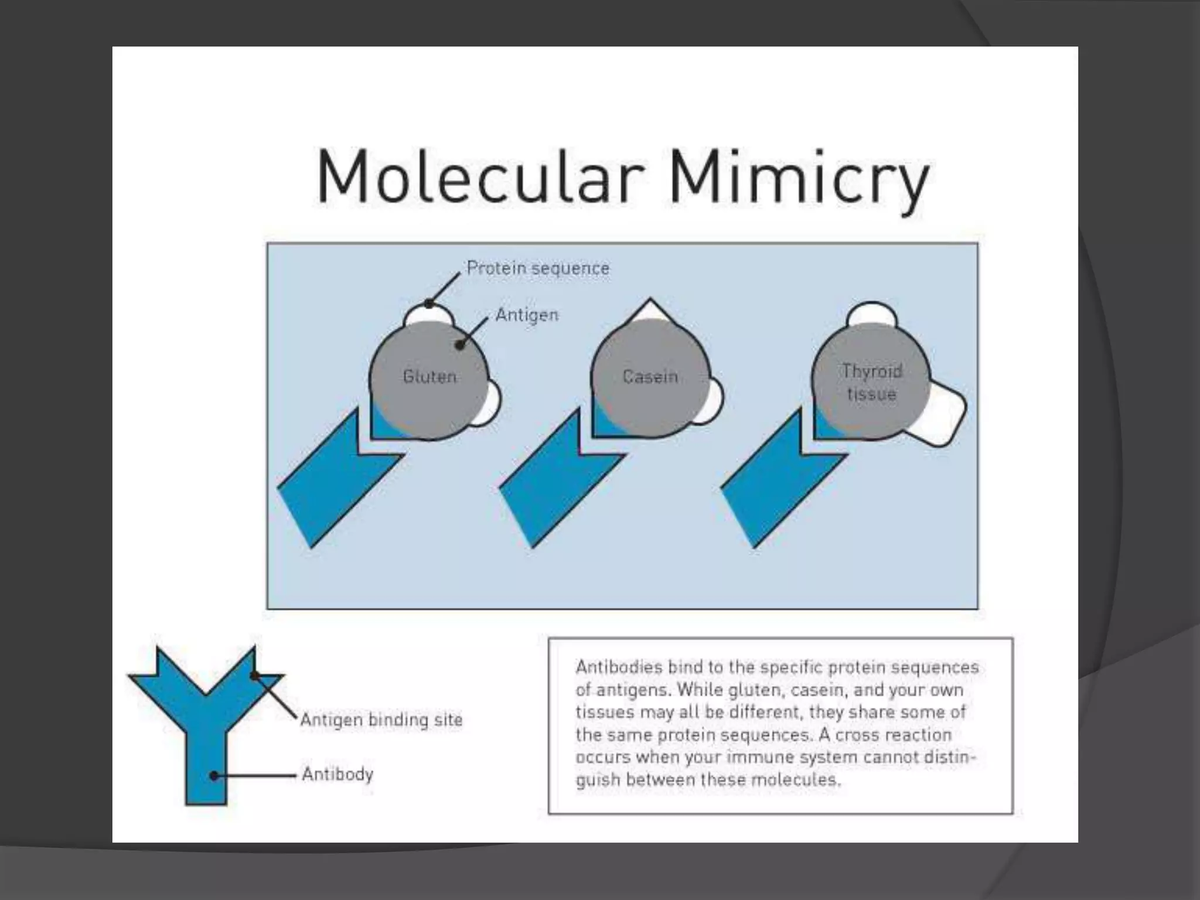 Molecular Mimicry
Protein sequence
Antigen
Gluten
Casein
Thyroid
tissue
Antigen binding site
Antibody
Antibodies bind to the specific protein sequences
of antigens. While gluten, casein, and your own
tissues may all be different, they share some of
the same protein sequences. A cross reaction
occurs when your immune system cannot distin-
guish between these molecules.